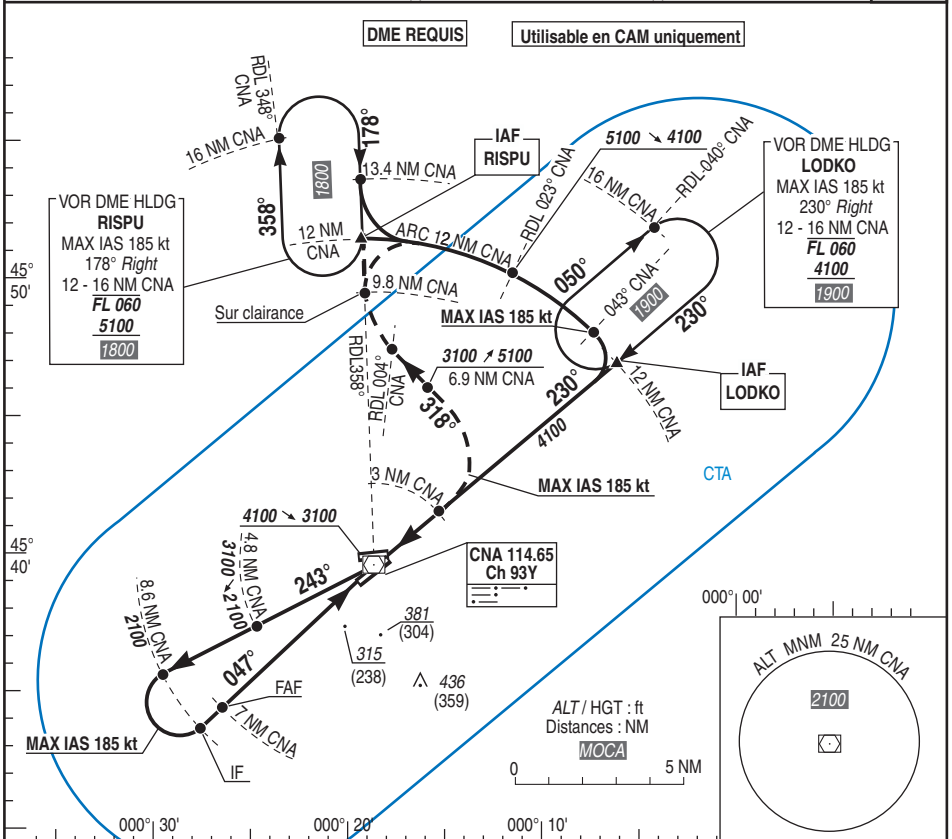 DME REQUIS
Utilisable en CAM uniquement
RDL 348°
CNA
16 NM CNA
178°
358°
1800
13.4 NM CNA
12 NM
CNA
IAF
RISPU
5100 ↘ 4100
VOR DME HLDG
RISPU
MAX IAS 185 kt
178° Right
12 - 16 NM CNA
FL 060
5100
1800
VOR DME HLDG
LODKO
MAX IAS 185 kt
230° Right
12 - 16 NM CNA
FL 060
4100
1900
ARC 12 NM CNA
RDL 023° CNA
16 NM CNA
RDL-040° CNA
050°
043° CNA
1900
230°
MAX IAS 185 kt
45°
50'
9.8 NM CNA
Sur clairance
RDL358°
RDL 004°
CNA
3100 ↗ 5100
6.9 NM CNA
318°
230°
4100
12 NM CNA
IAF
LODKO
CTA
3 NM CNA
MAX IAS 185 kt
45°
40'
4100 ↘ 3100
CNA 114.65
Ch 93Y
4.8 NM CNA
3100 ↘ 2100
243°
8.6 NM CNA
2100
047°
381
(304)
315
(238)
436
(359)
FAF
7 NM CNA
MAX IAS 185 kt
IF
ALT / HGT : ft
Distances : NM
MOCA
0
5 NM
000° 00'
ALT MNM 25 NM CNA
2100
000° 30'
000° 20'
000° 10'